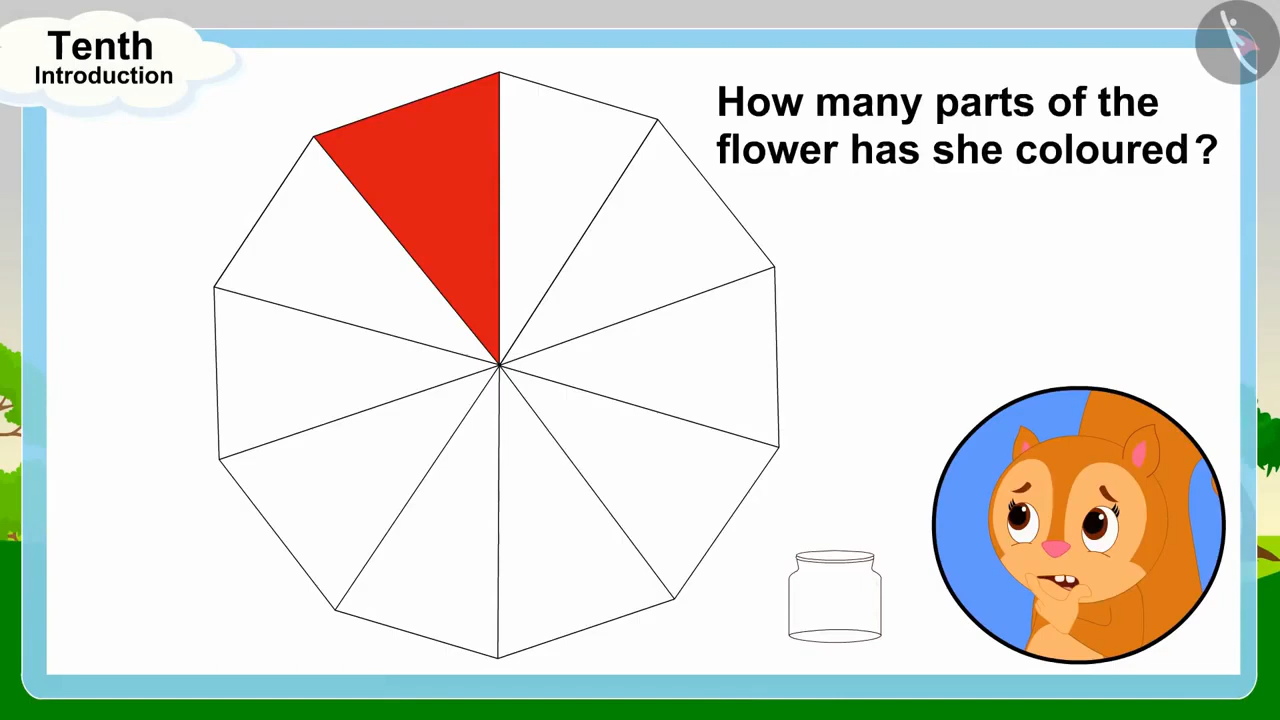 Tenth
Introduction
How many parts of the
flower has she coloured?